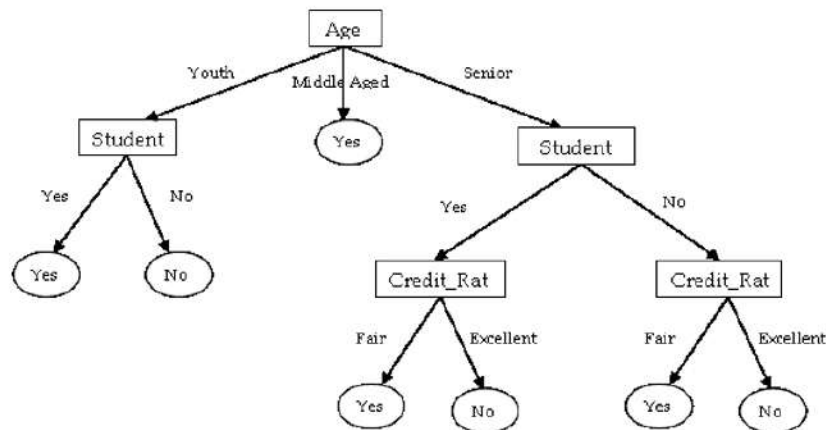 Age
Youth
Middle Aged
Senior
Student
Yes
Student
Yes
No
Yes
No
Yes
No
Credit_Rat
Credit_Rat
Fair
Excellent
Fair
Excellent
Yes
No
Yes
No